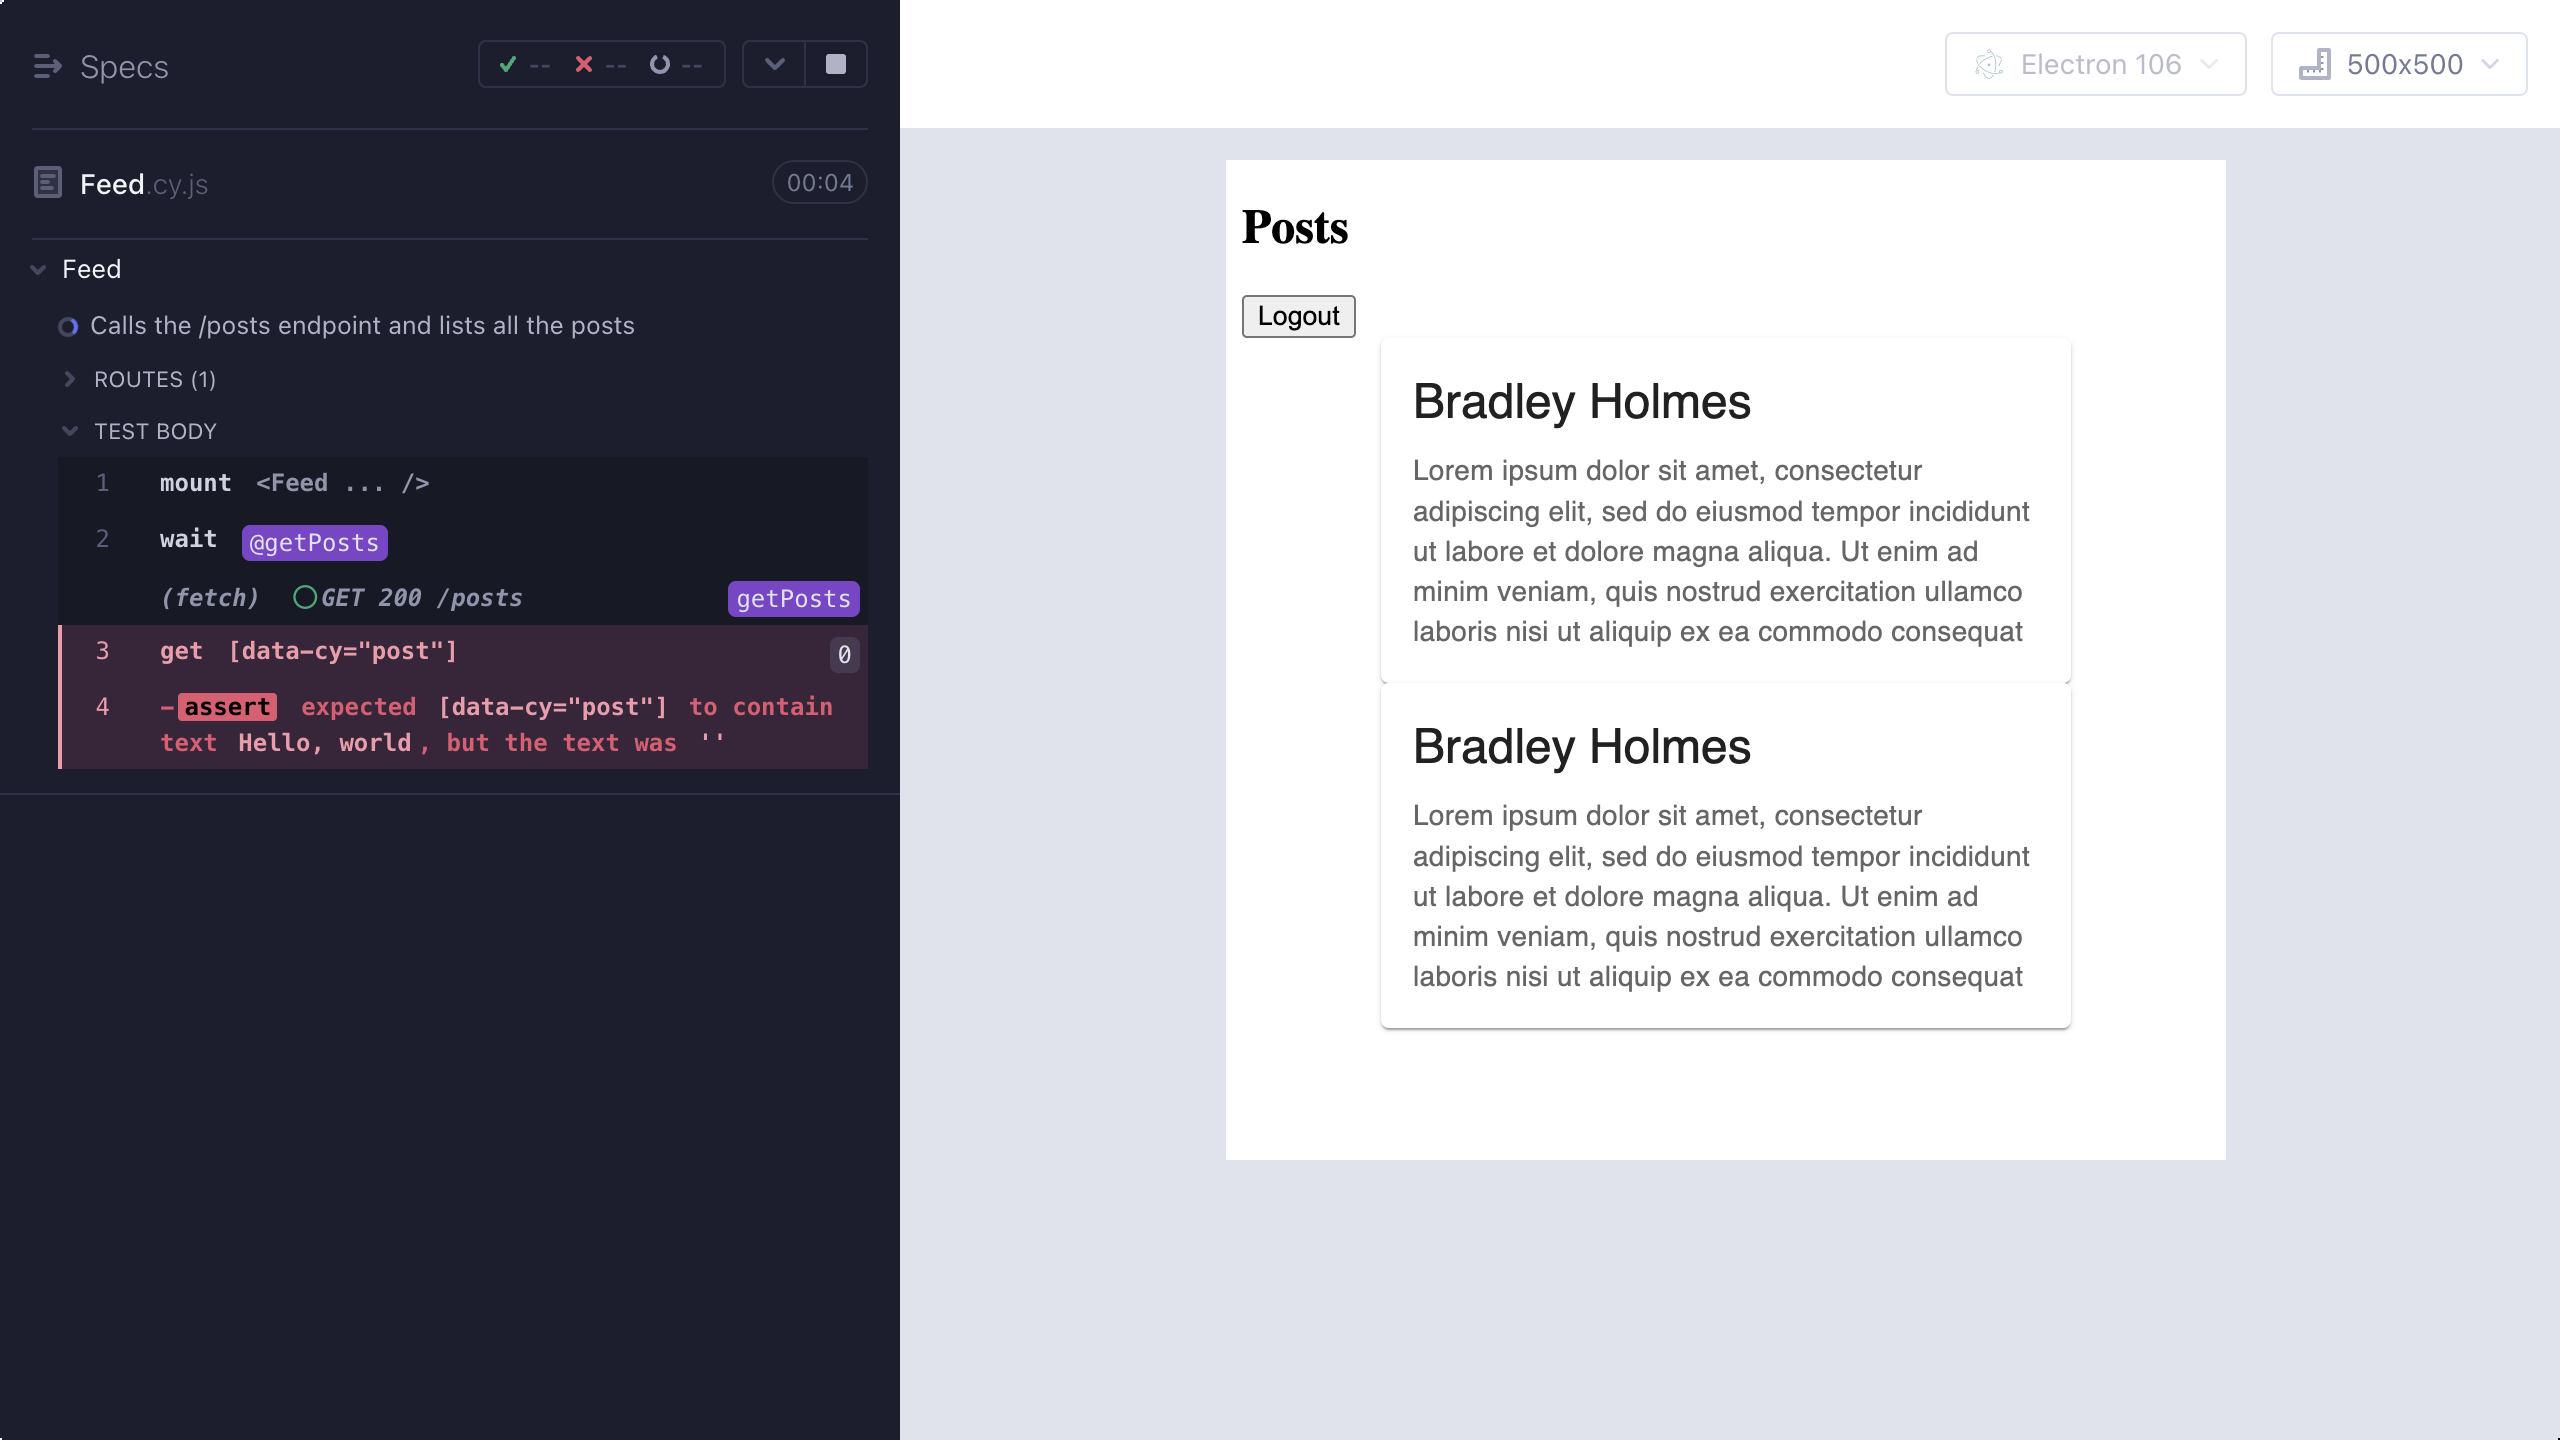 Specs
-- -- --
Feed.cy.js
00:04
Feed
Calls the /posts endpoint and lists all the posts
ROUTES (1)
TEST BODY
1 mount <Feed ... />
2 wait @getPosts
(fetch) GET 200 /posts getPosts
3 get [data-cy="post"] 0
4 -assert expected [data-cy="post"] to contain
text Hello, world, but the text was ''
Electron 106
500x500
Posts
Logout
Bradley Holmes
Lorem ipsum dolor sit amet, consectetur
adipiscing elit, sed do eiusmod tempor incididunt
ut labore et dolore magna aliqua. Ut enim ad
minim veniam, quis nostrud exercitation ullamco
laboris nisi ut aliquip ex ea commodo consequat
Bradley Holmes
Lorem ipsum dolor sit amet, consectetur
adipiscing elit, sed do eiusmod tempor incididunt
ut labore et dolore magna aliqua. Ut enim ad
minim veniam, quis nostrud exercitation ullamco
laboris nisi ut aliquip ex ea commodo consequat